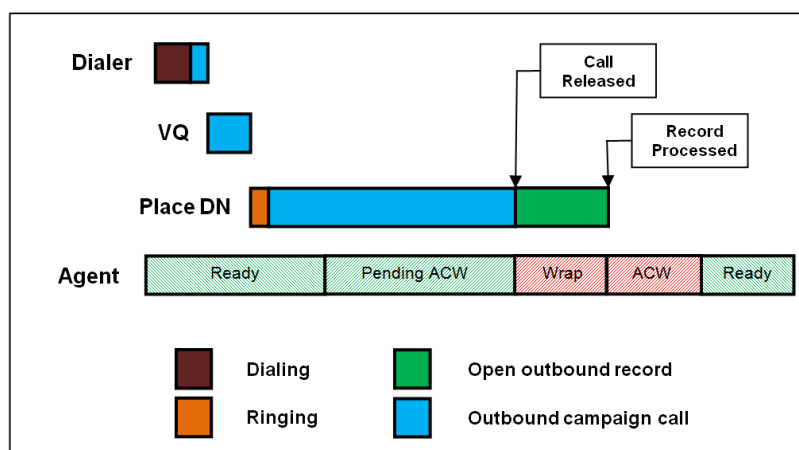 Dialer
Call
Released
VQ
Record
Processed
Place DN
Agent
Ready
Pending ACW
Wrap
ACW
Ready
Dialing
Open outbound record
Ringing
Outbound campaign call